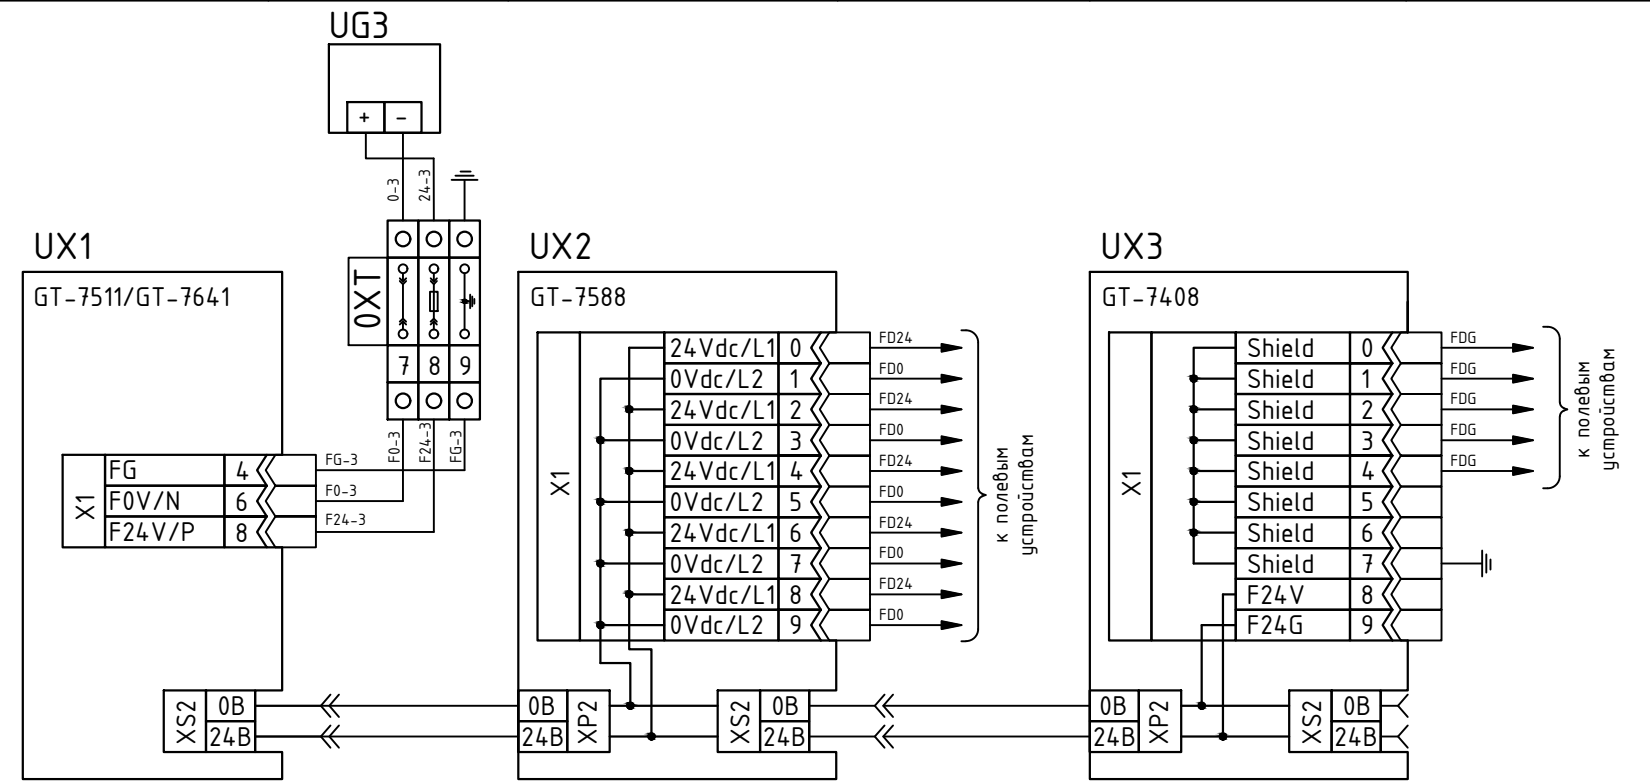 UG3
+ -
0-3
24-3
UX1
GT-7511/GT-7641
0XT
7 8 9
F0-3
F24-3
FG-3
X1
FG 4 FG-3
F0V/N 6 F0-3
F24V/P 8 F24-3
XS2
0В
24В
UX2
GT-7588
X1
24Vdc/L1 0 FD24
0Vdc/L2 1 FD0
24Vdc/L1 2 FD24
0Vdc/L2 3 FD0
24Vdc/L1 4 FD24
0Vdc/L2 5 FD0
24Vdc/L1 6 FD24
0Vdc/L2 7 FD0
24Vdc/L1 8 FD24
0Vdc/L2 9 FD0
к полевым
устройствам
0В
24В
XP2
XS2
0В
24В
UX3
GT-7408
X1
Shield 0 FDG
Shield 1 FDG
Shield 2 FDG
Shield 3 FDG
Shield 4 FDG
Shield 5
Shield 6
Shield 7
F24V 8
F24G 9
к полевым
устройствам
0В
24В
XP2
XS2
0В
24В